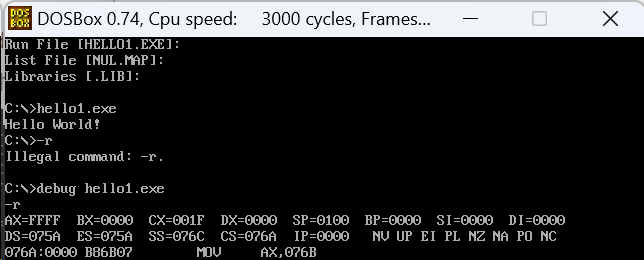 DOS
BOX
DOSBox 0.74, Cpu speed: 3000 cycles, Frames...
Run File [HELLO1.EXE]:
List File [NUL.MAP]:
Libraries [.LIB]:
C:\>hello1.exe
Hello World!
C:\>-r
Illegal command: -r.
C:\>debug hello1.exe
-r
AX=FFFF BX=0000 CX=001F DX=0000 SP=0100 BP=0000 SI=0000 DI=0000
DS=075A ES=075A SS=076C CS=076A IP=0000 NV UP EI PL NZ NA PO NC
076A:0000 B86B07 MOV AX,076B